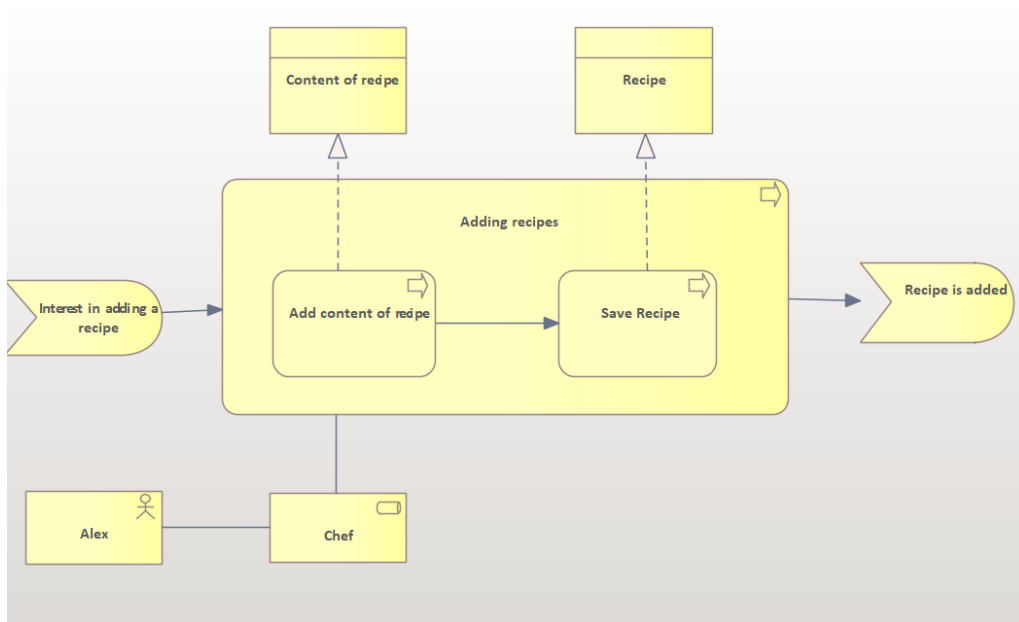 Content of recipe
Recipe
Adding recipes
Interest in adding a
recipe
Add content of recipe
Save Recipe
Recipe is added
Alex
Chef